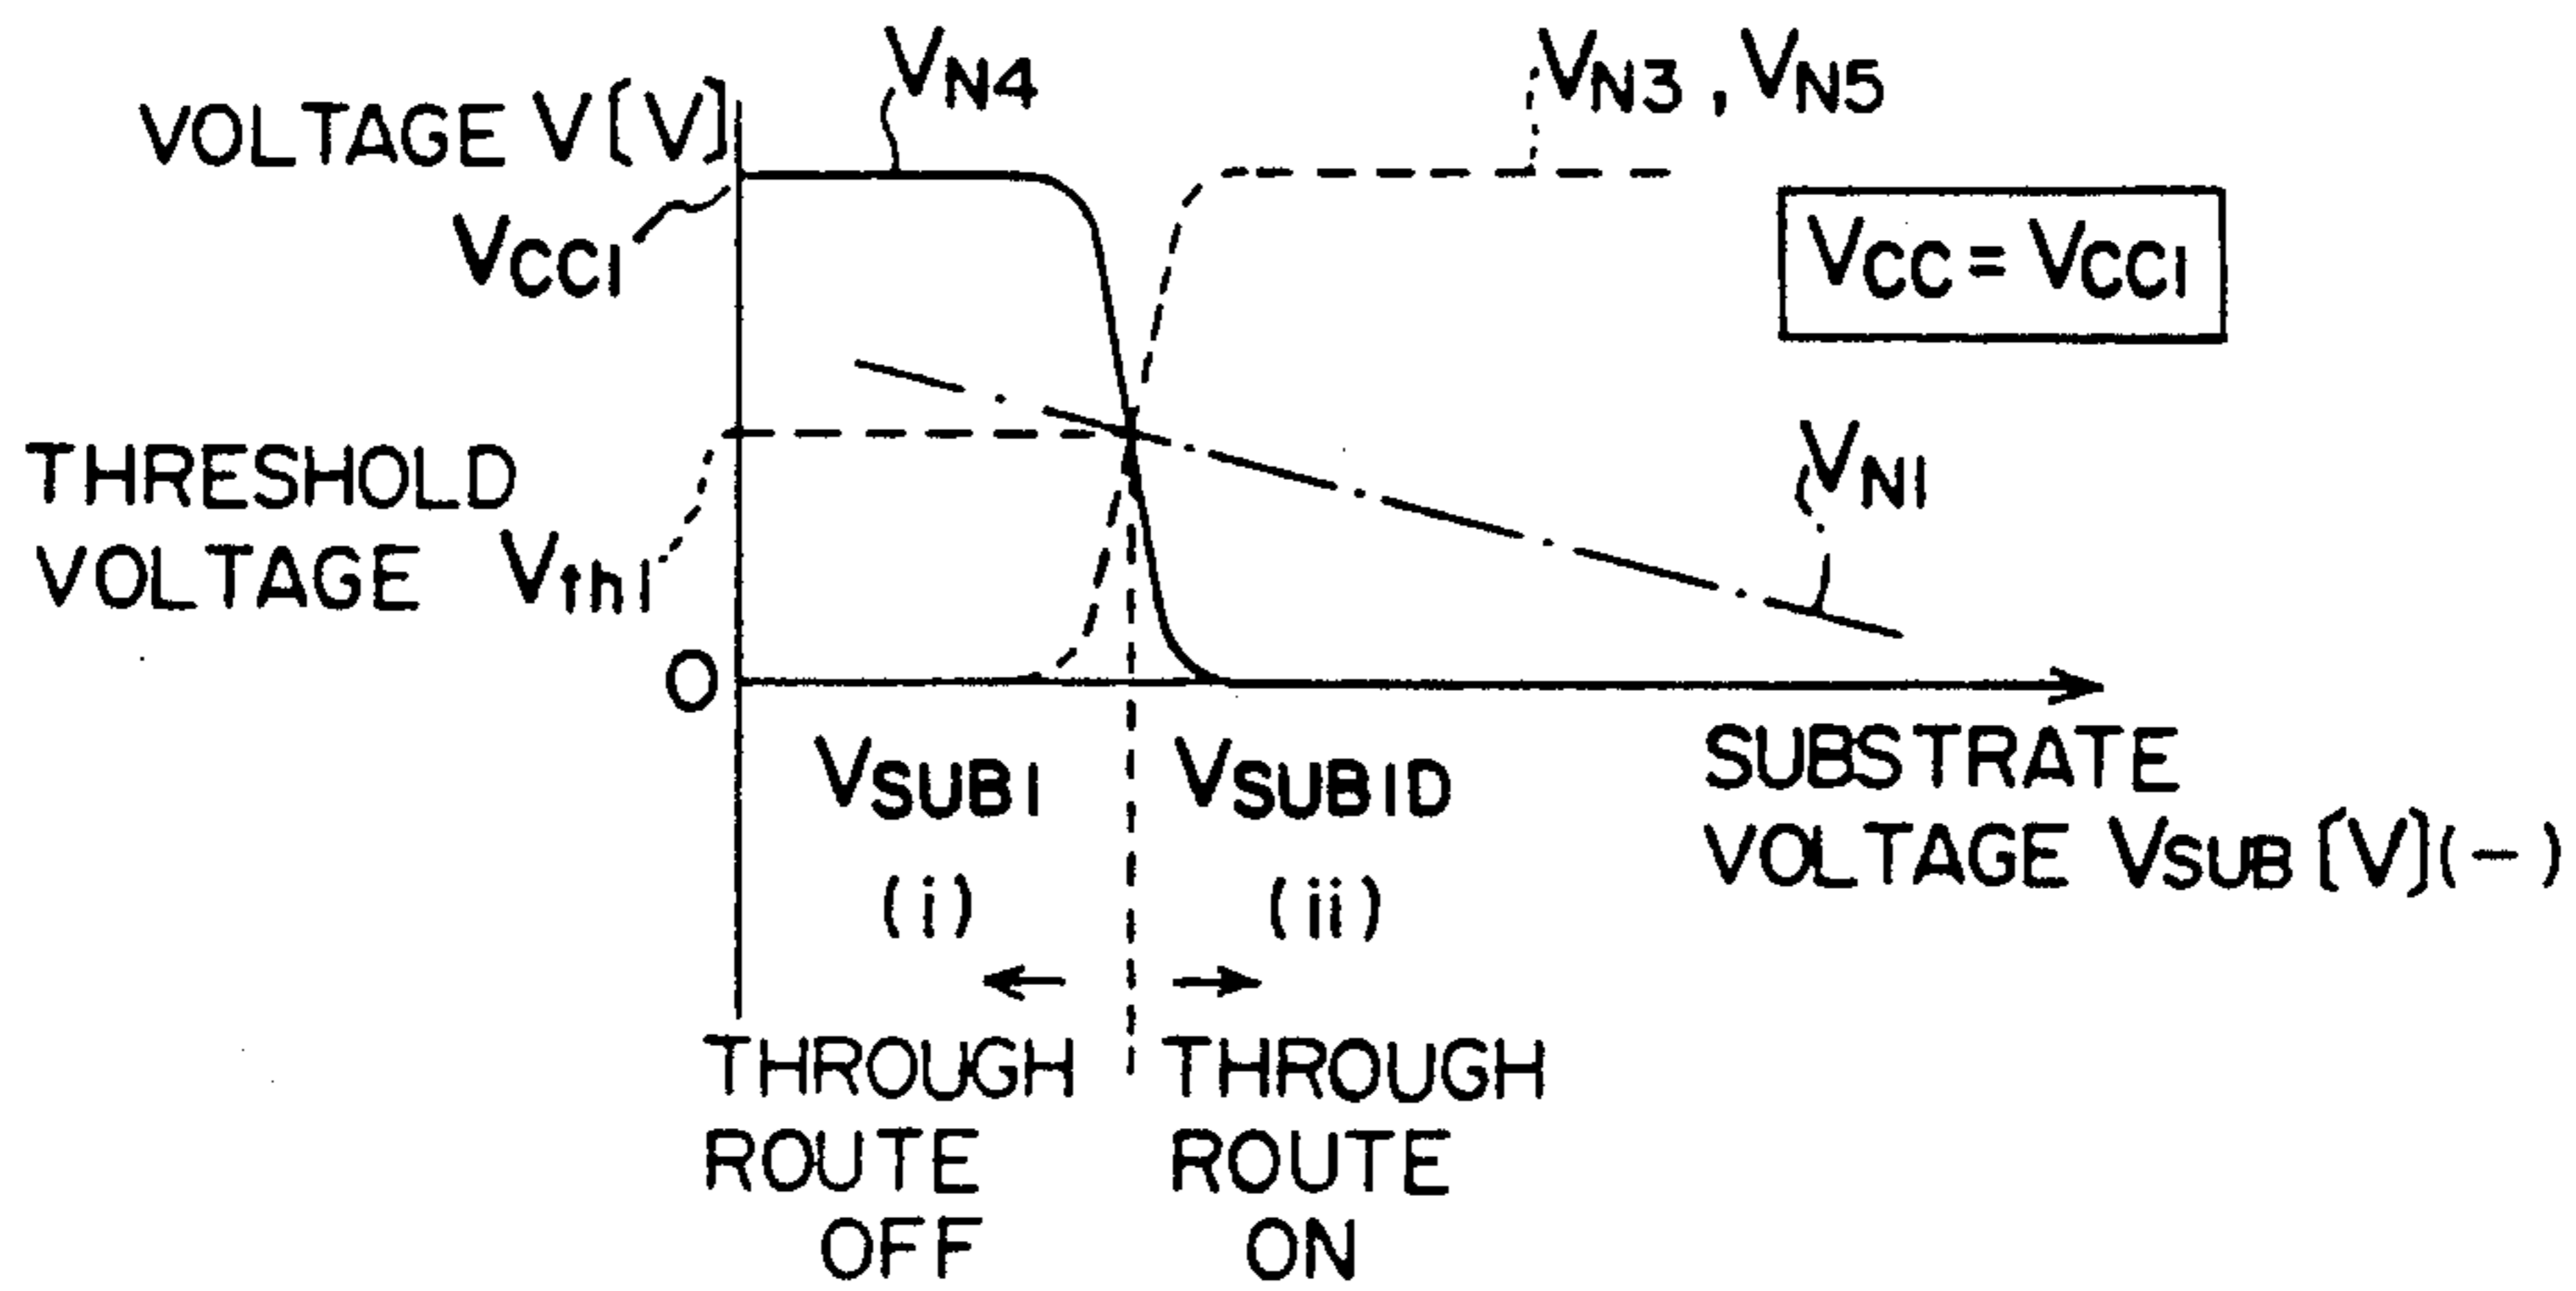 VN4
VN3, VN5
VOLTAGE V[V]
VCC1
VCC = VCC1
THRESHOLD
VOLTAGE Vth1
VN1
0
VSUB1
VSUB1D
(i)
(ii)
SUBSTRATE
VOLTAGE VSUB [V](-)
THROUGH
ROUTE
OFF
THROUGH
ROUTE
ON